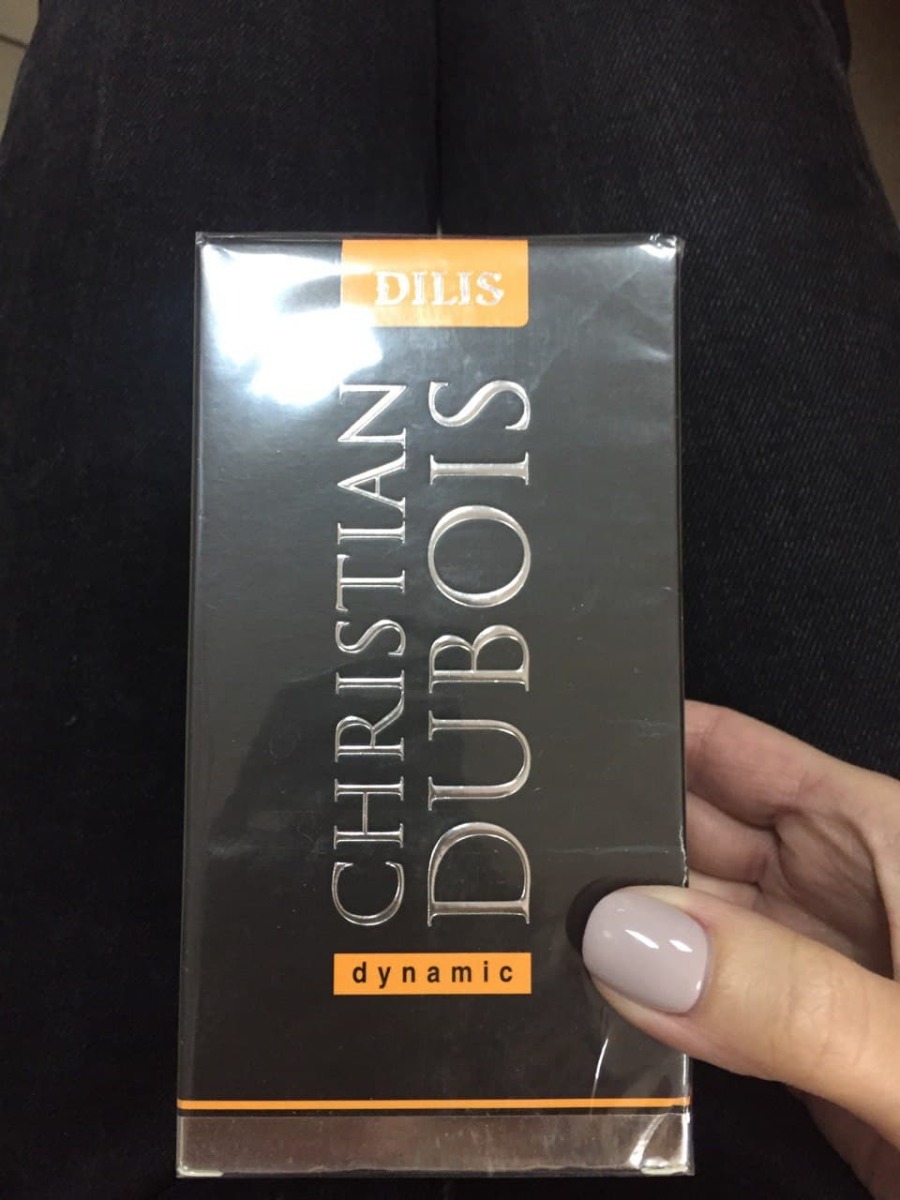 DILIS
CHRISTIAN
DUBOIS
dynamic